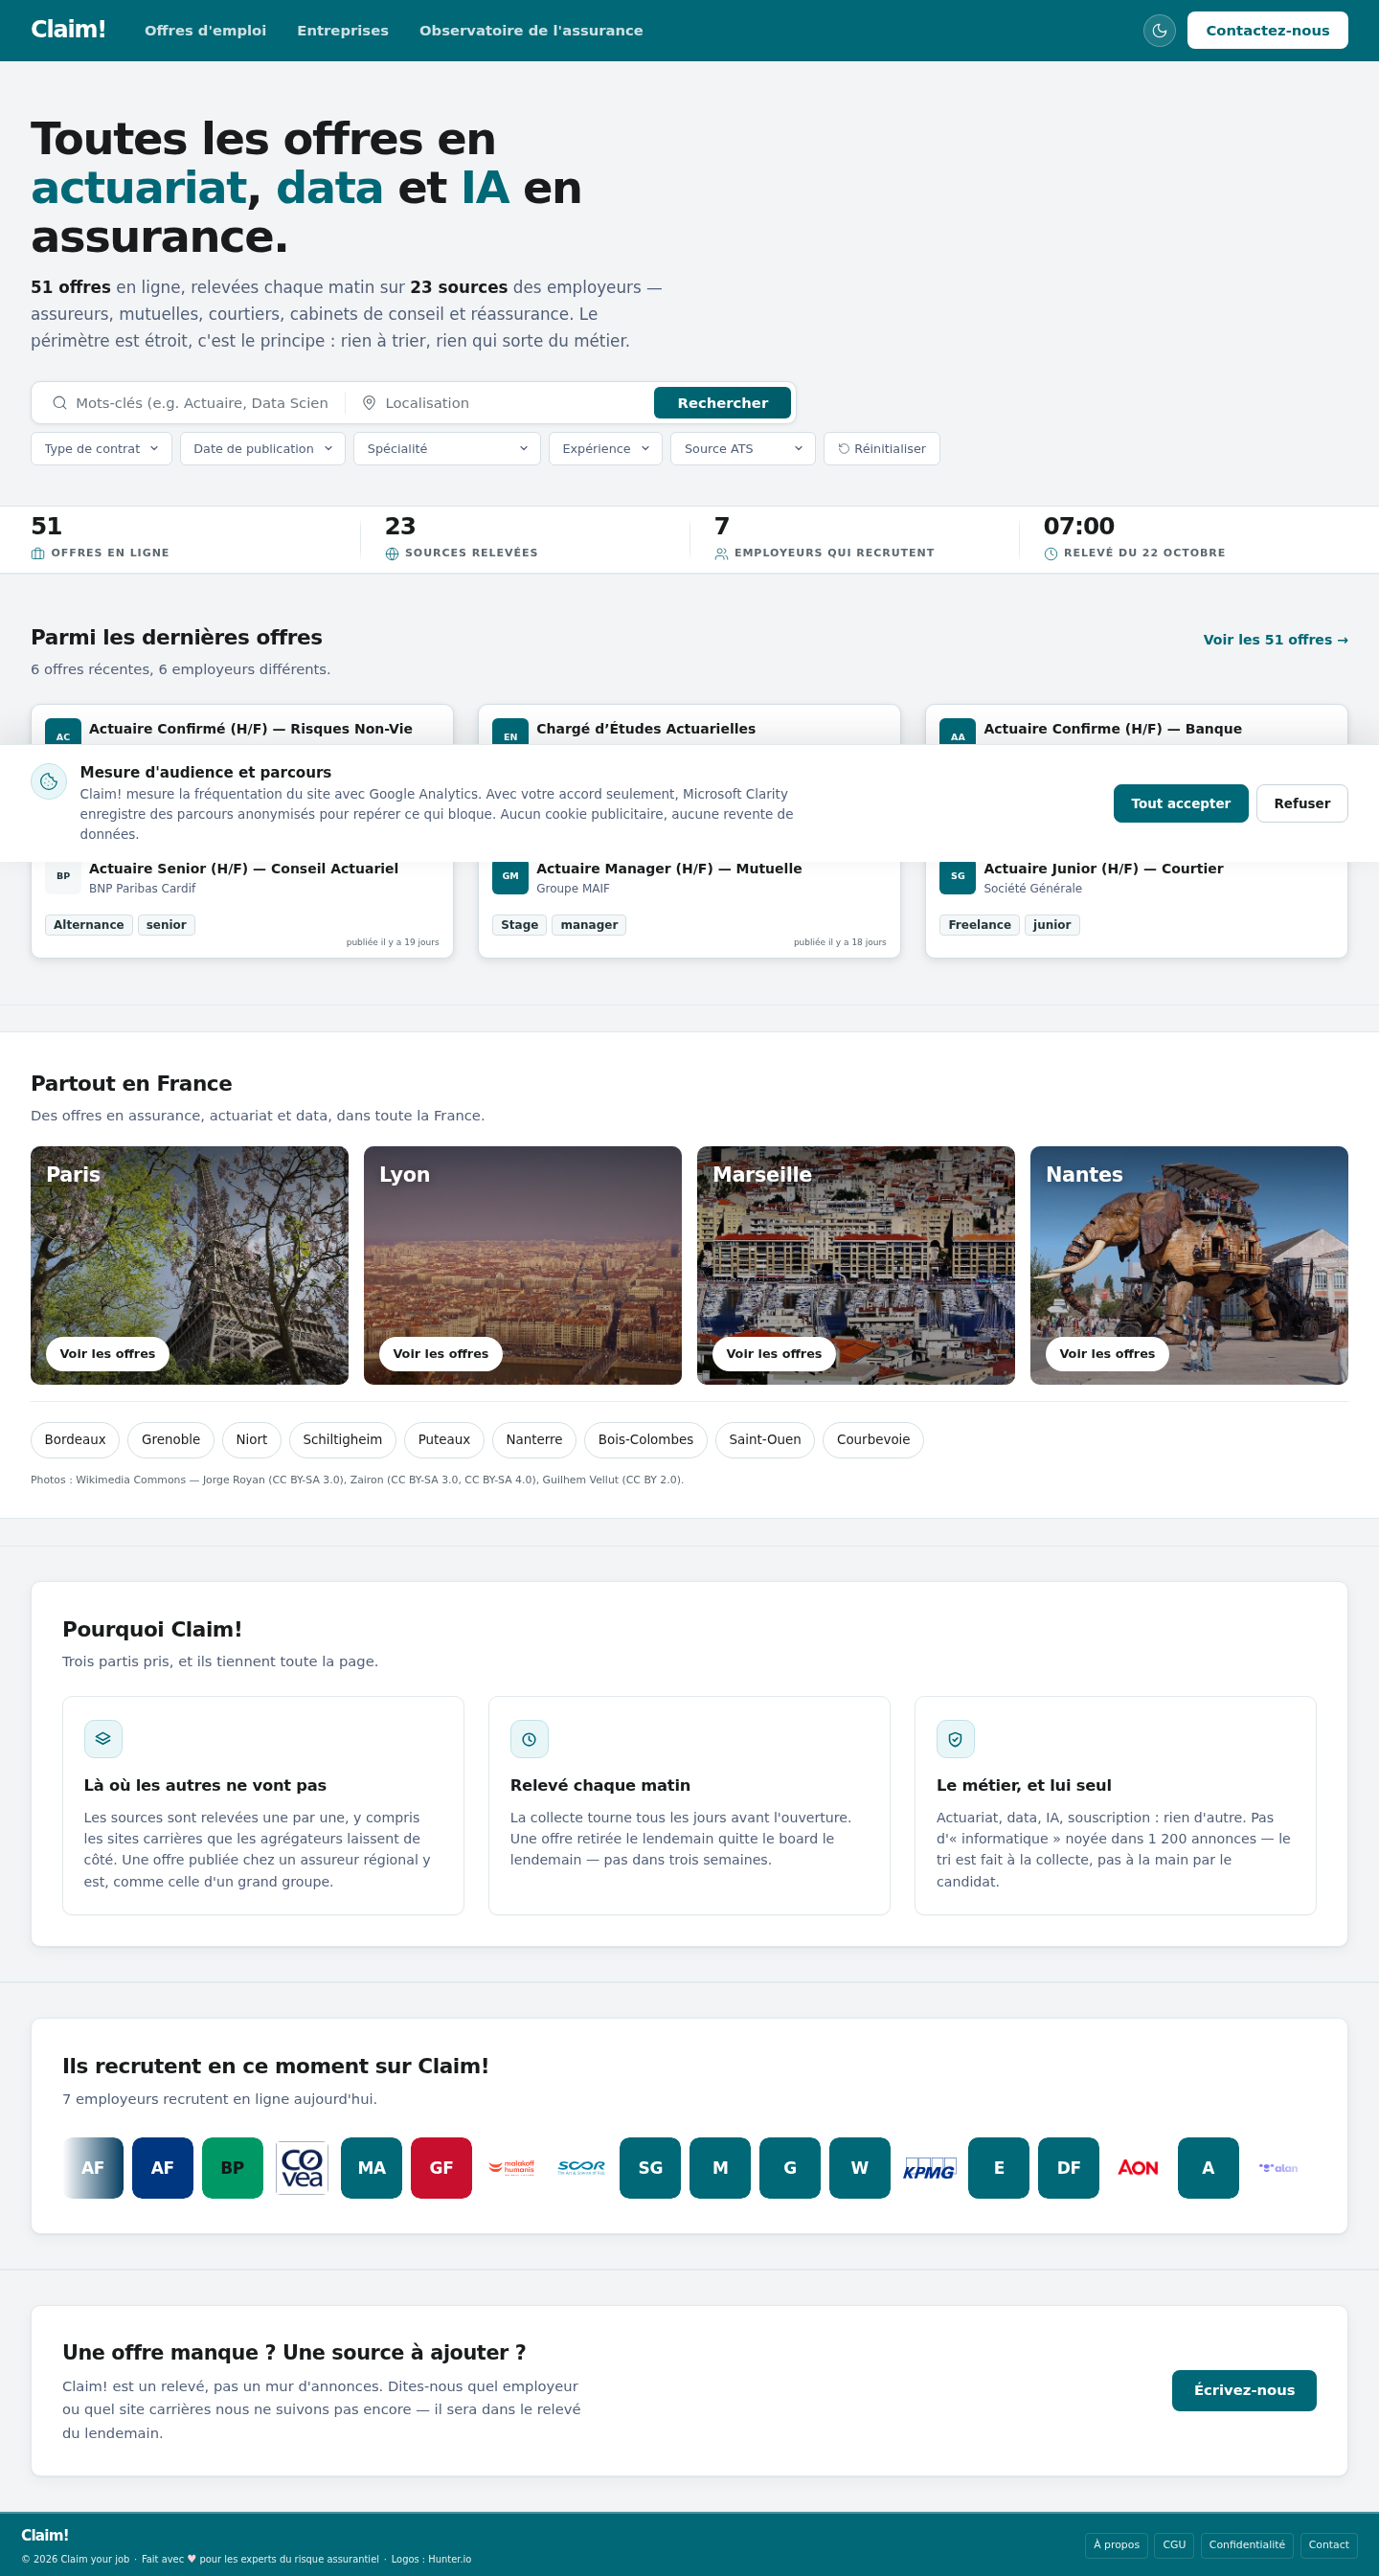 Claim!
Offres d'emploi
Entreprises
Observatoire de l'assurance
Contactez-nous
Toutes les offres en
actuariat, data et IA en
assurance.
51 offres en ligne, relevées chaque matin sur 23 sources des employeurs —
assureurs, mutuelles, courtiers, cabinets de conseil et réassurance. Le
périmètre est étroit, c'est le principe : rien à trier, rien qui sorte du métier.
Mots-clés (e.g. Actuaire, Data Scien
Localisation
Rechercher
Type de contrat
Date de publication
Spécialité
Expérience
Source ATS
Réinitialiser
51
OFFRES EN LIGNE
23
SOURCES RELEVÉES
7
EMPLOYEURS QUI RECRUTENT
07:00
RELEVÉ DU 22 OCTOBRE
Parmi les dernières offres
Voir les 51 offres →
6 offres récentes, 6 employeurs différents.
AC
Actuaire Confirmé (H/F) — Risques Non-Vie
EN
Chargé d’Études Actuarielles
AA
Actuaire Confirme (H/F) — Banque
Mesure d'audience et parcours
Claim! mesure la fréquentation du site avec Google Analytics. Avec votre accord seulement, Microsoft Clarity
enregistre des parcours anonymisés pour repérer ce qui bloque. Aucun cookie publicitaire, aucune revente de
données.
Tout accepter
Refuser
BP
Actuaire Senior (H/F) — Conseil Actuariel
BNP Paribas Cardif
Alternance
senior
publiée il y a 19 jours
GM
Actuaire Manager (H/F) — Mutuelle
Groupe MAIF
Stage
manager
publiée il y a 18 jours
SG
Actuaire Junior (H/F) — Courtier
Société Générale
Freelance
junior
Partout en France
Des offres en assurance, actuariat et data, dans toute la France.
Paris
Voir les offres
Lyon
Voir les offres
Marseille
Voir les offres
Nantes
Voir les offres
Bordeaux
Grenoble
Niort
Schiltigheim
Puteaux
Nanterre
Bois-Colombes
Saint-Ouen
Courbevoie
Photos : Wikimedia Commons — Jorge Royan (CC BY-SA 3.0), Zairon (CC BY-SA 3.0, CC BY-SA 4.0), Guilhem Vellut (CC BY 2.0).
Pourquoi Claim!
Trois partis pris, et ils tiennent toute la page.
Là où les autres ne vont pas
Les sources sont relevées une par une, y compris
les sites carrières que les agrégateurs laissent de
côté. Une offre publiée chez un assureur régional y
est, comme celle d'un grand groupe.
Relevé chaque matin
La collecte tourne tous les jours avant l'ouverture.
Une offre retirée le lendemain quitte le board le
lendemain — pas dans trois semaines.
Le métier, et lui seul
Actuariat, data, IA, souscription : rien d'autre. Pas
d'« informatique » noyée dans 1 200 annonces — le
tri est fait à la collecte, pas à la main par le
candidat.
Ils recrutent en ce moment sur Claim!
7 employeurs recrutent en ligne aujourd'hui.
AF
AF
BP
covea
MA
GF
malakoff
humanis
SCOR
SG
M
G
W
KPMG
E
DF
AON
A
alan
Une offre manque ? Une source à ajouter ?
Claim! est un relevé, pas un mur d'annonces. Dites-nous quel employeur
ou quel site carrières nous ne suivons pas encore — il sera dans le relevé
du lendemain.
Écrivez-nous
Claim!
© 2026 Claim your job · Fait avec ♥ pour les experts du risque assurantiel · Logos : Hunter.io
À propos
CGU
Confidentialité
Contact